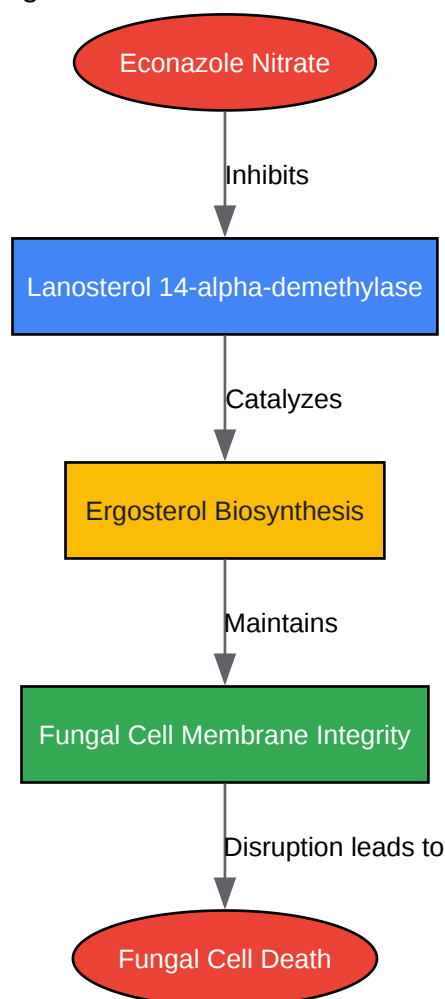 Econazole Nitrate
Inhibits
Lanosterol 14-alpha-demethylase
Catalyzes
Ergosterol Biosynthesis
Maintains
Fungal Cell Membrane Integrity
Disruption leads to
Fungal Cell Death